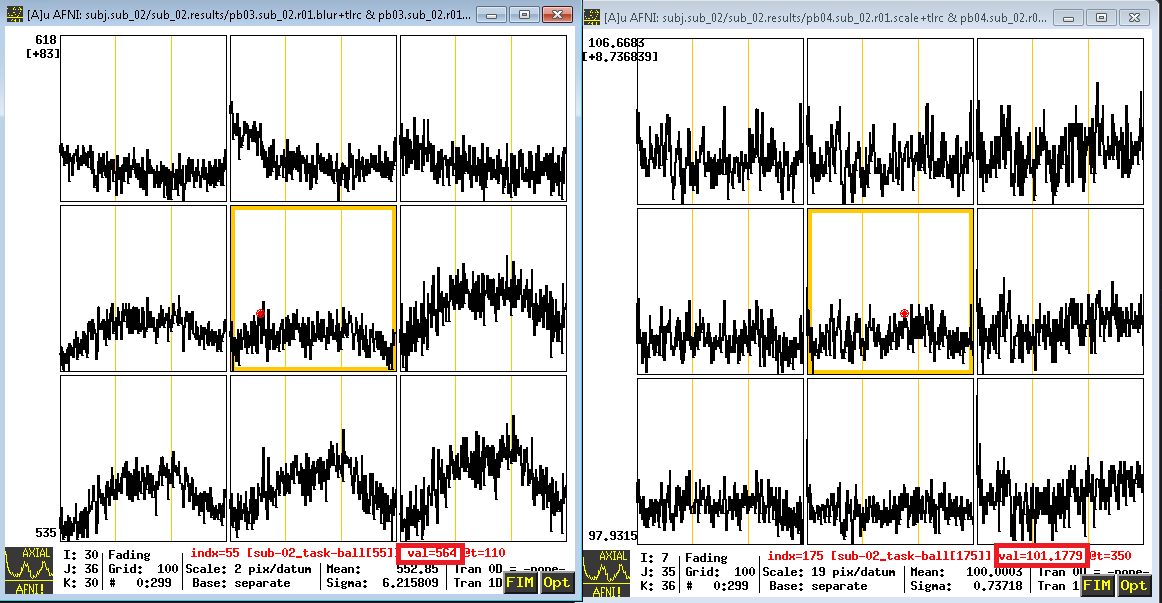 [A]u AFNI: subj.sub_02/sub_02.results/pb03.sub_02.r01.blur+tlrc & pb03.sub_02.r01...
618
[+83]
535
AXIAL
AFNI!
I: 30
J: 36
K: 30
Fading
Grid: 100
# 0:299
indx=55 [sub-02_task-ball[55]] val=564 @t=110
Scale: 2 pix/datum
Base: separate
Mean: 552.85
Sigma: 6.215809
Tran 0D = -none-
Tran 1D
FIM
Opt
[A]u AFNI: subj.sub_02/sub_02.results/pb04.sub_02.r01.scale+tlrc & pb04.sub_02.r0...
106.6683
[+8.736839]
97.9315
AXIAL
AFNI!
I: 7
J: 35
K: 36
Fading
Grid: 100
# 0:299
indx=175 [sub-02_task-ball[175]] val=101.1779 @t=350
Scale: 19 pix/datum
Base: separate
Mean: 100.0003
Sigma: 0.73718
Tran 0D = -none-
Tran 1
FIM
Opt